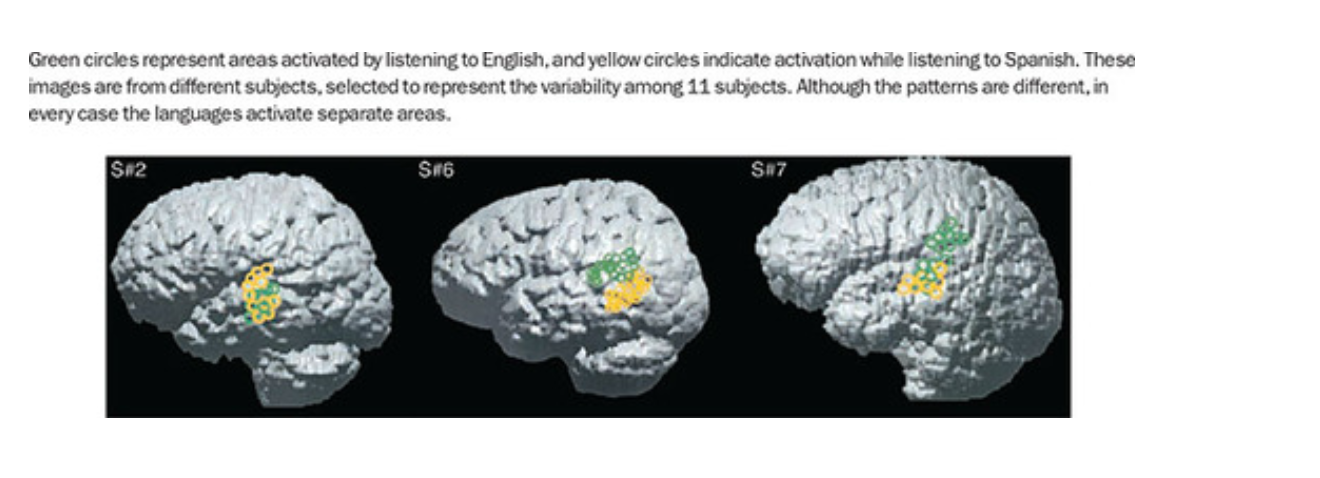 Green circles represent areas activated by listening to English, and yellow circles indicate activation while listening to Spanish. These
images are from different subjects, selected to represent the variability among 11 subjects. Although the patterns are different, in
every case the languages activate separate areas.
S#2 S#6 S#7